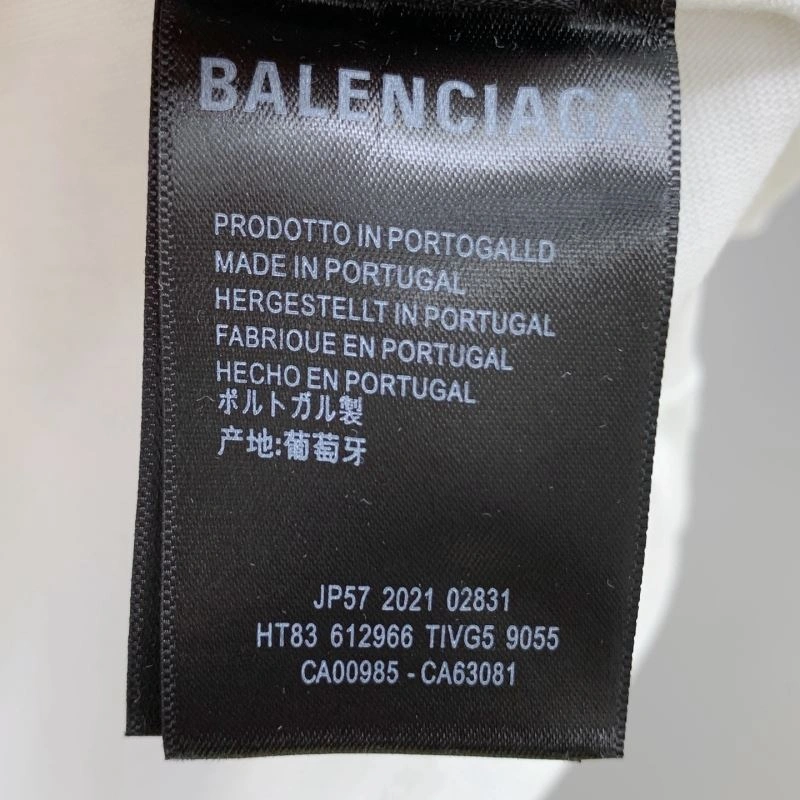 BALENCIAGA
PRODOTTO IN PORTOGALLD
MADE IN PORTUGAL
HERGESTELLT IN PORTUGAL
FABRIOUE EN PORTUGAL
HECHO EN PORTUGAL
ポルトガル製
产地:葡萄牙
JP57 2021 02831
HT83 612966 TIVG5 9055
CA00985 - CA63081